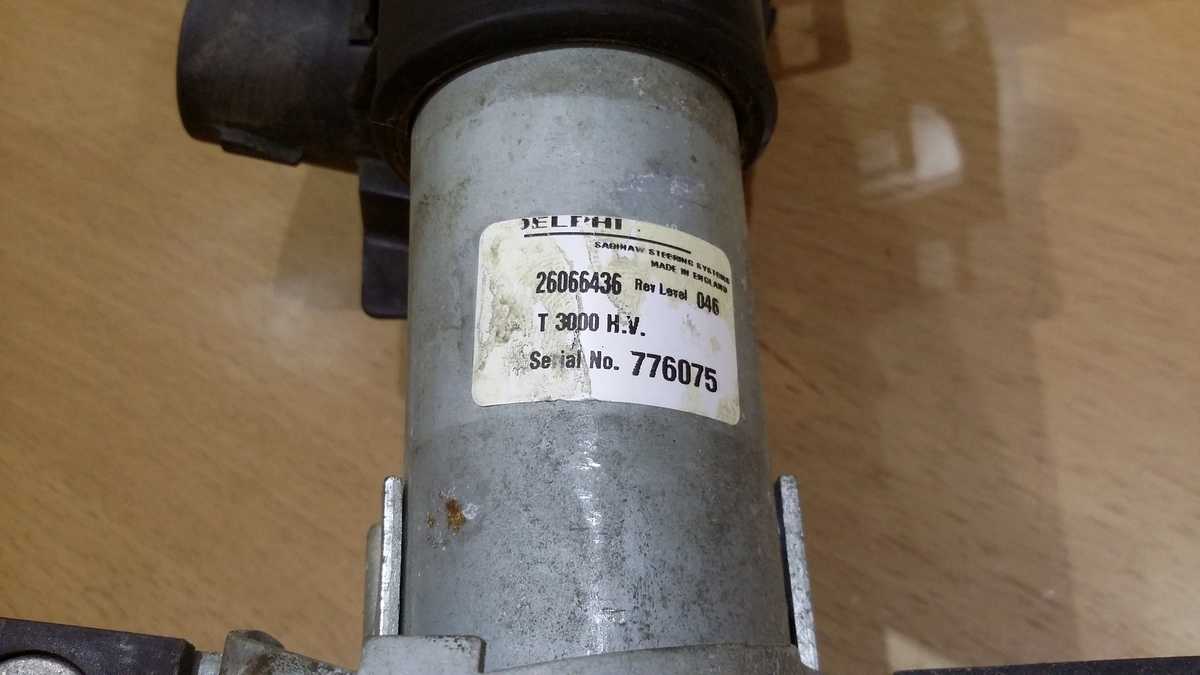 DELPHI
SAGINAW STEERING SYSTEMS
MADE IN ENGLAND
26066436 Rev Level 046
T 3000 H.V.
Serial No. 776075